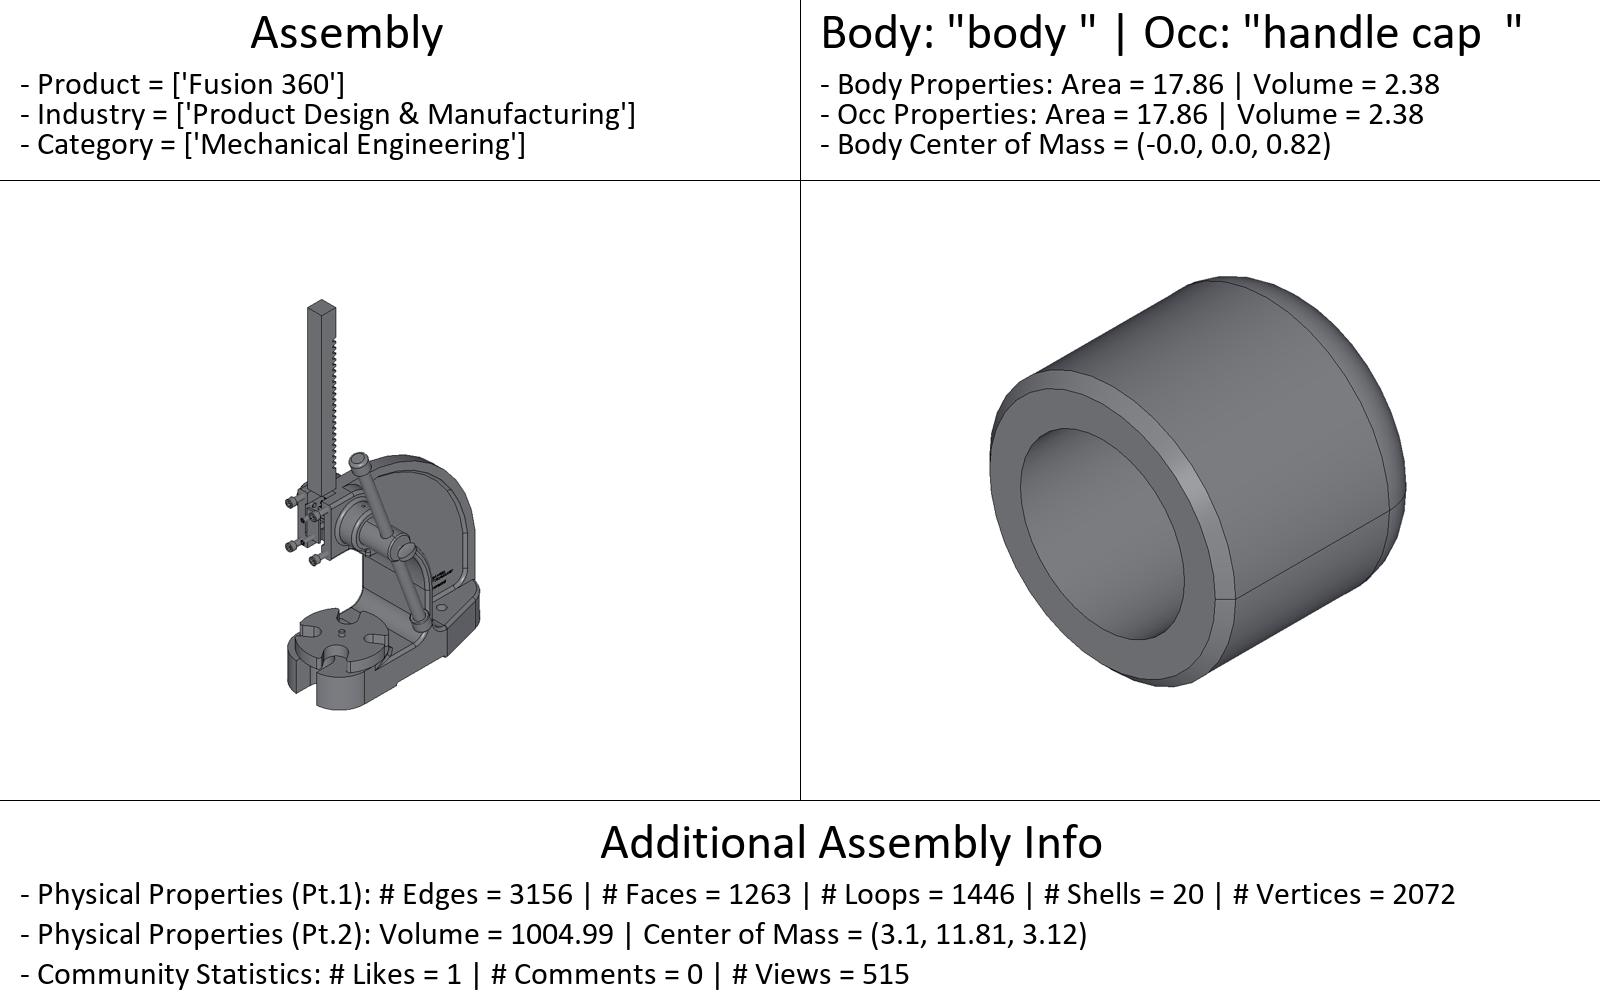 Assembly
- Product = ['Fusion 360']
- Industry = ['Product Design & Manufacturing']
- Category = ['Mechanical Engineering']
Body: "body " | Occ: "handle cap  "
- Body Properties: Area = 17.86 | Volume = 2.38
- Occ Properties: Area = 17.86 | Volume = 2.38
- Body Center of Mass = (-0.0, 0.0, 0.82)
Additional Assembly Info
- Physical Properties (Pt.1): # Edges = 3156 | # Faces = 1263 | # Loops = 1446 | # Shells = 20 | # Vertices = 2072
- Physical Properties (Pt.2): Volume = 1004.99 | Center of Mass = (3.1, 11.81, 3.12)
- Community Statistics: # Likes = 1 | # Comments = 0 | # Views = 515